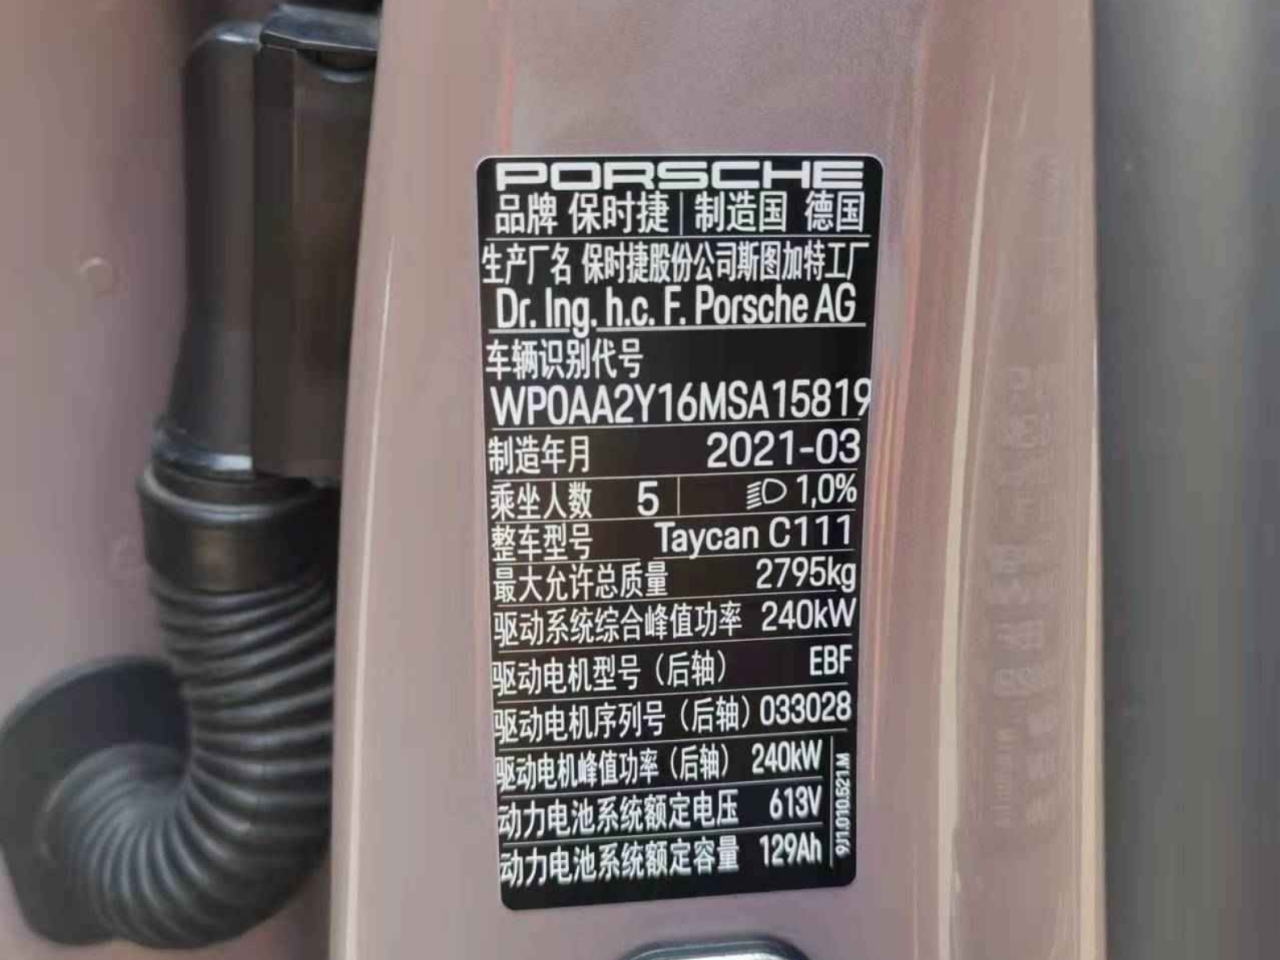 PORSCHE
品牌 保时捷 制造国 德国
生产厂名 保时捷股份公司斯图加特工厂
Dr. Ing. h.c. F. Porsche AG
车辆识别代号
WP0AA2Y16MSA15819
制造年月 2021-03
乘坐人数 5 1,0%
整车型号 Taycan C111
最大允许总质量 2795kg
驱动系统综合峰值功率 240kW
驱动电机型号（后轴） EBF
驱动电机序列号（后轴）033028
驱动电机峰值功率（后轴） 240kW
动力电池系统额定电压 613V
动力电池系统额定容量 129Ah
9J1.010.521.M